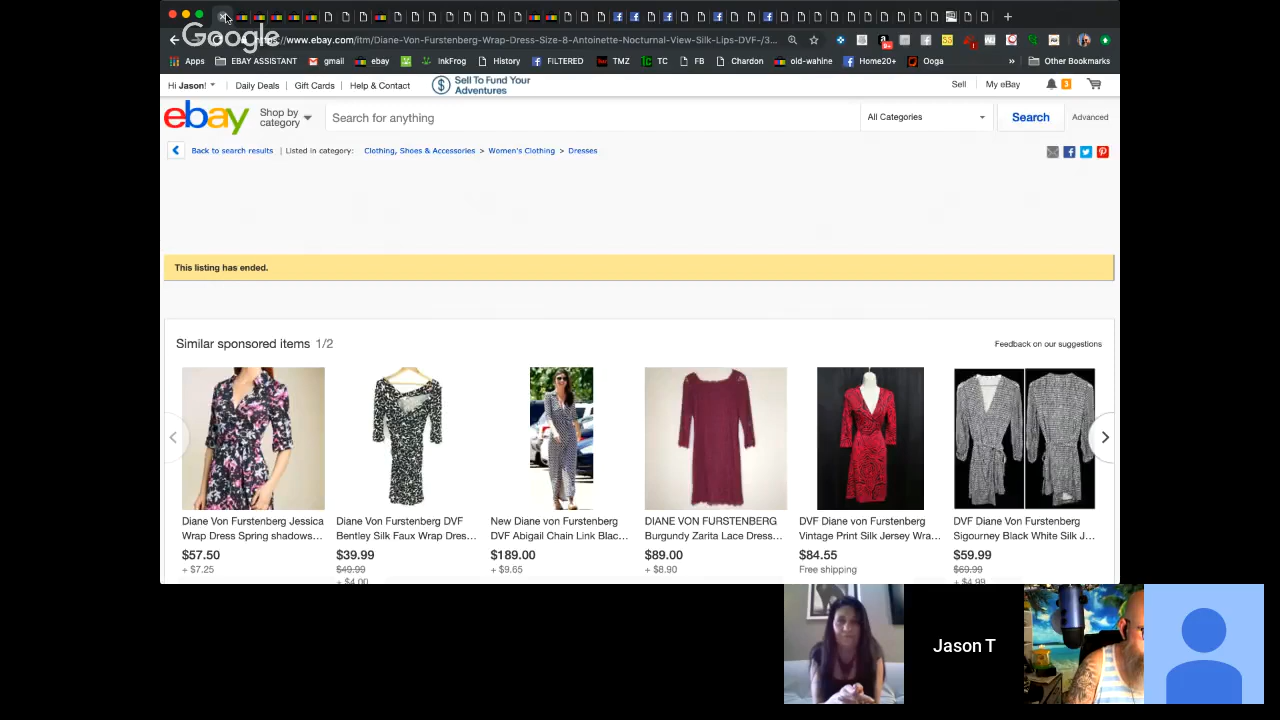 Google
https://www.ebay.com/itm/Diane-Von-Furstenberg-Wrap-Dress-Size-8-Antoinette-Nocturnal-View-Silk-Lips-DVF-/3...
Apps
EBAY ASSISTANT
gmail
ebay
InkFrog
History
FILTERED
TMZ
TC
FB
Chardon
old-wahine
Home20+
Ooga
Other Bookmarks
Hi Jason!
Daily Deals
Gift Cards
Help & Contact
Sell To Fund Your
Adventures
Sell
My eBay
3
ebay
Shop by
category
Search for anything
All Categories
Search
Advanced
Back to search results | Listed in category: Clothing, Shoes & Accessories > Women's Clothing > Dresses
This listing has ended.
Similar sponsored items 1/2
Feedback on our suggestions
Diane Von Furstenberg Jessica
Wrap Dress Spring shadows...
$57.50
+ $7.25
Diane Von Furstenberg DVF
Bentley Silk Faux Wrap Dres...
$39.99
$49.99
+ $4.00
New Diane von Furstenberg
DVF Abigail Chain Link Blac...
$189.00
+ $9.65
DIANE VON FURSTENBERG
Burgundy Zarita Lace Dress...
$89.00
+ $8.90
DVF Diane von Furstenberg
Vintage Print Silk Jersey Wra...
$84.55
Free shipping
DVF Diane von Furstenberg
Sigourney Black White Silk J...
$59.99
$69.99
+ $4.99
Jason T